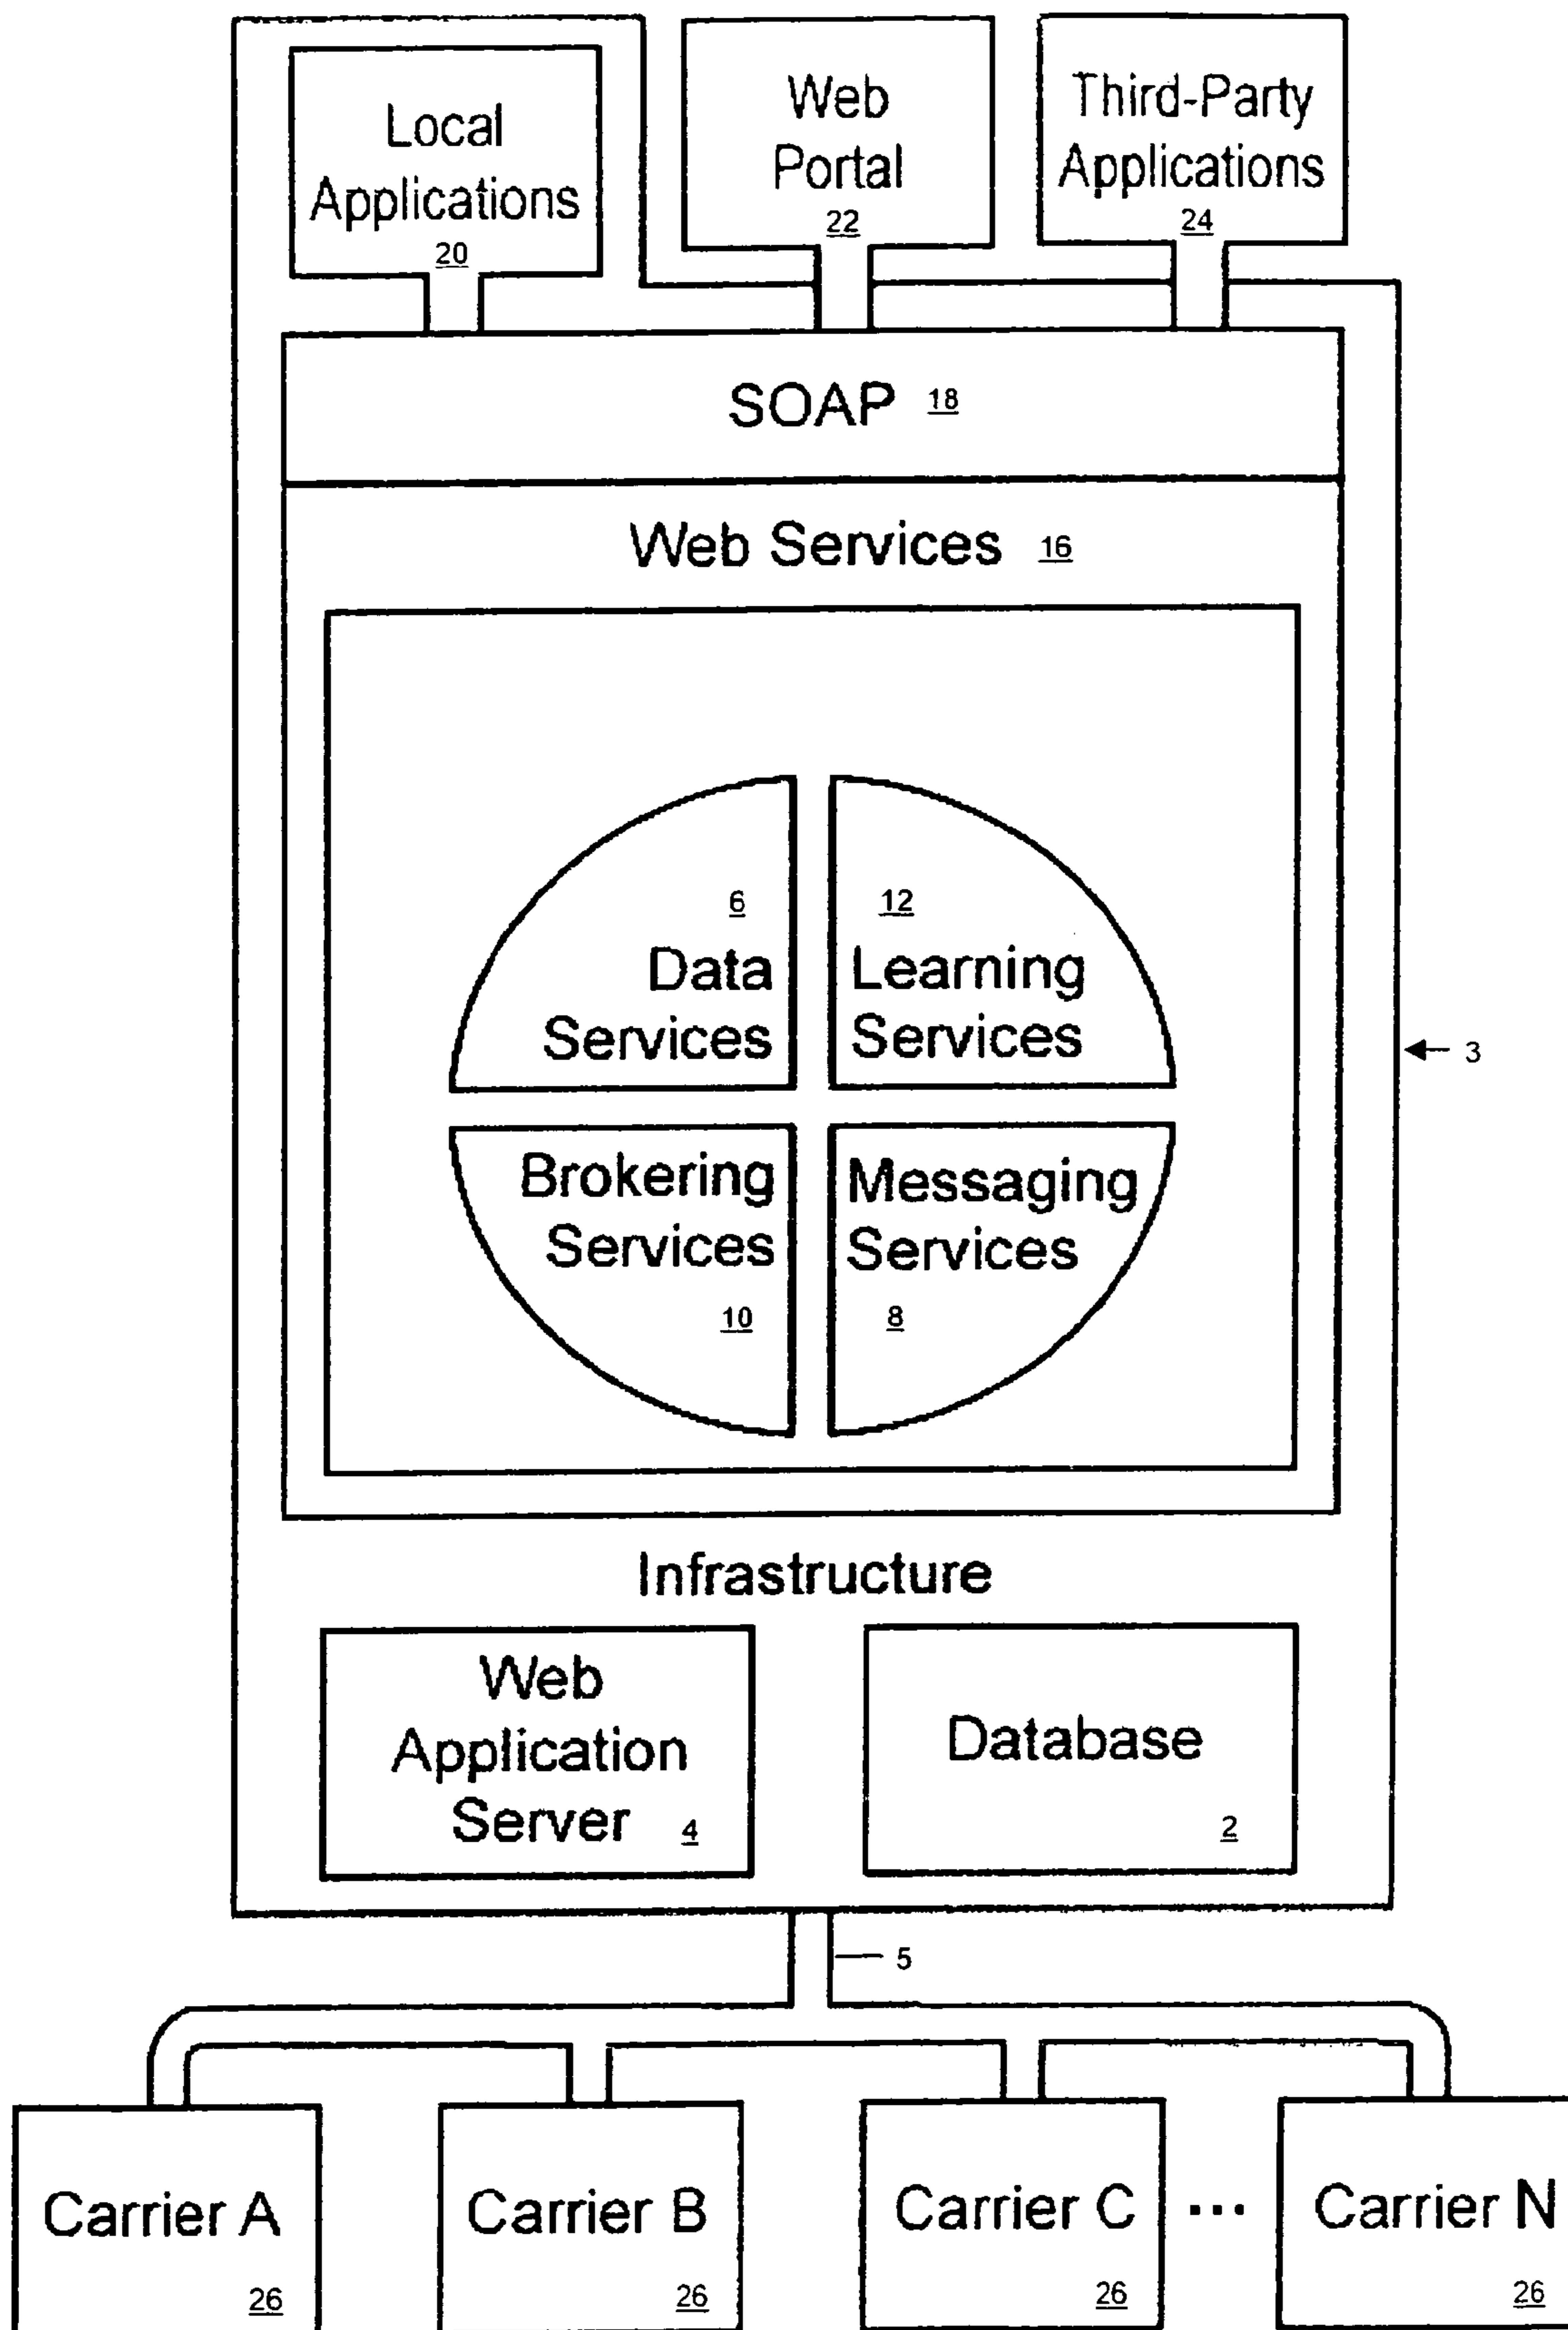 Local
Applications
20
Web
Portal
22
Third-Party
Applications
24
SOAP 18
Web Services 16
6
Data
Services
12
Learning
Services
3
Brokering
Services
10
Messaging
Services
8
Infrastructure
Web
Application
Server 4
Database
2
5
Carrier A
26
Carrier B
26
Carrier C
26
...
Carrier N
26